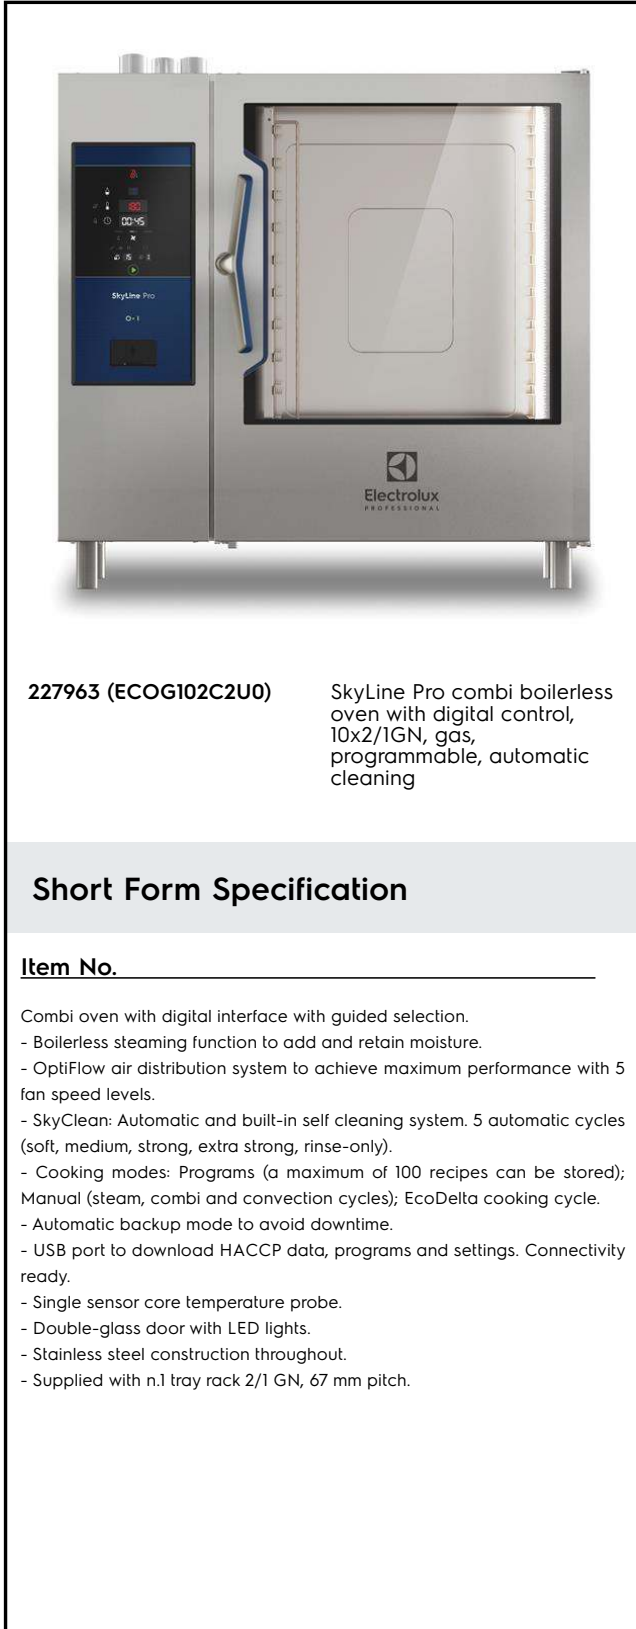 180
00:45
SkyLine Pro
O-I
Electrolux
PROFESSIONAL
227963 (ECOG102C2U0)
SkyLine Pro combi boilerless
oven with digital control,
10x2/1GN, gas,
programmable, automatic
cleaning
Short Form Specification
Item No.
Combi oven with digital interface with guided selection.
- Boilerless steaming function to add and retain moisture.
- OptiFlow air distribution system to achieve maximum performance with 5
fan speed levels.
- SkyClean: Automatic and built-in self cleaning system. 5 automatic cycles
(soft, medium, strong, extra strong, rinse-only).
- Cooking modes: Programs (a maximum of 100 recipes can be stored);
Manual (steam, combi and convection cycles); EcoDelta cooking cycle.
- Automatic backup mode to avoid downtime.
- USB port to download HACCP data, programs and settings. Connectivity
ready.
- Single sensor core temperature probe.
- Double-glass door with LED lights.
- Stainless steel construction throughout.
- Supplied with n.1 tray rack 2/1 GN, 67 mm pitch.